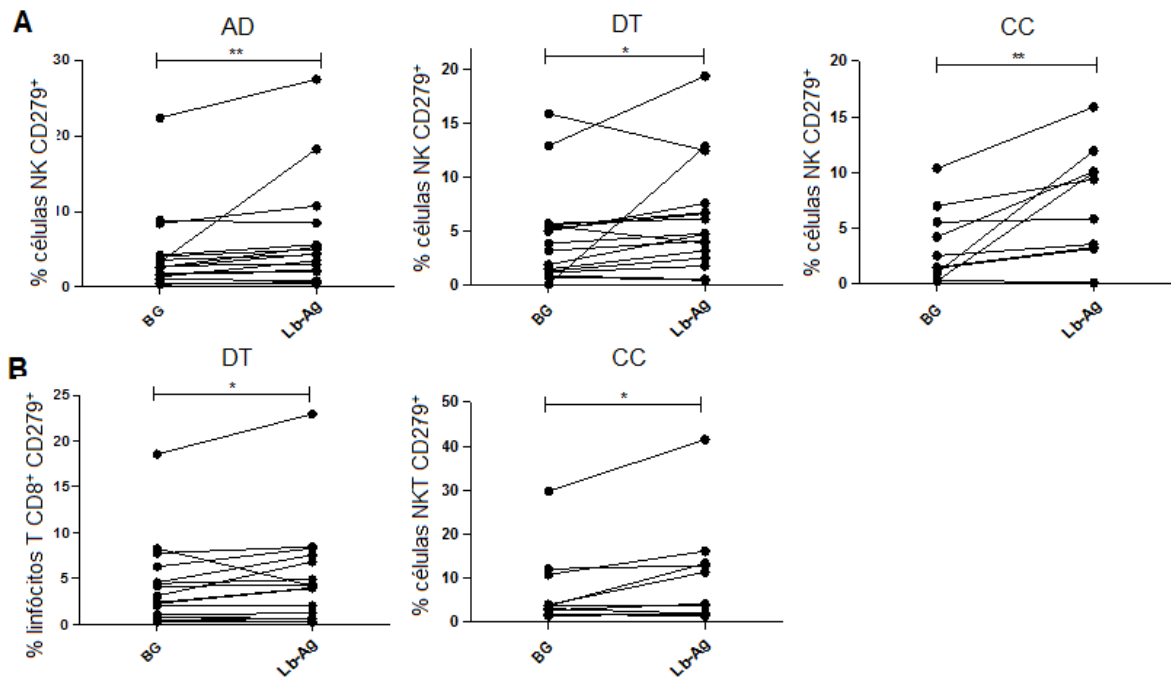 A
AD
**
% células NK CD279⁺
30
20
10
0
BG
Lb-Ag
DT
*
% células NK CD279⁺
20
15
10
5
0
BG
Lb-Ag
CC
**
% células NK CD279⁺
20
15
10
5
0
BG
Lb-Ag
B
DT
*
% linfócitos T CD8⁺ CD279⁺
25
20
15
10
5
0
BG
Lb-Ag
CC
*
% células NKT CD279⁺
50
40
30
20
10
0
BG
Lb-Ag